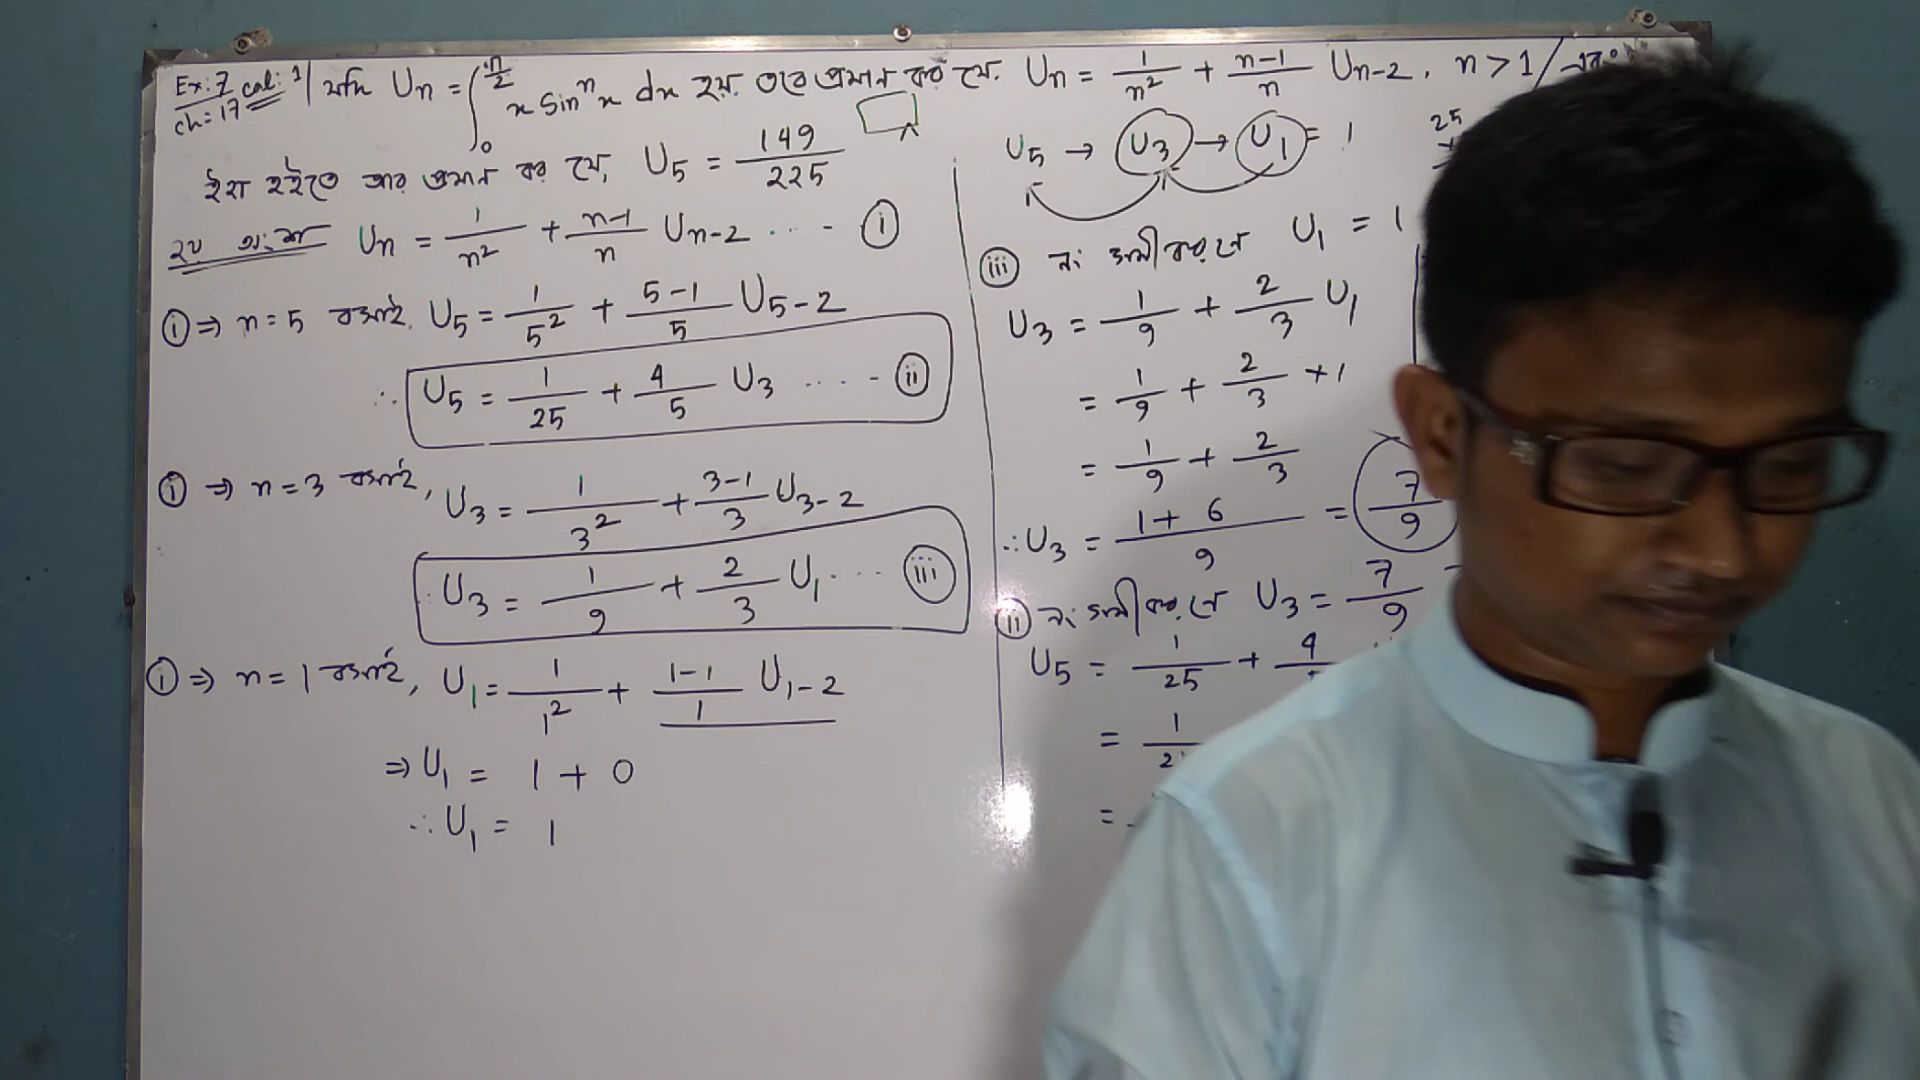 Ex: 7 cal: 1| যদি Un = ∫₀^(π/2) x Sinⁿx dx হয়. তবে প্রমাণ কর যে. Un = 1/n² + (n-1)/n Un-2 , n > 1 /
ch: 17
ইহা হইতে আর প্রমাণ কর যে, U5 = 149/225
২য় অংশ Un = 1/n² + (n-1)/n Un-2 ... - (i)
(i) ⇒ n = 5 বসাই, U5 = 1/5² + (5-1)/5 U5-2
∴ U5 = 1/25 + 4/5 U3 .... - (ii)
(i) ⇒ n = 3 বসাই, U3 = 1/3² + (3-1)/3 U3-2
∴ U3 = 1/9 + 2/3 U1 .... (iii)
(i) ⇒ n = 1 বসাই, U1 = 1/1² + (1-1)/1 U1-2
⇒ U1 = 1 + 0
∴ U1 = 1
U5 → U3 → U1 = 1
25
(iii) নং সমীকরণে U1 = 1
U3 = 1/9 + 2/3 U1
= 1/9 + 2/3 + 1
= 1/9 + 2/3
∴ U3 = (1 + 6)/9 = 7/9
(ii) নং সমীকরণে U3 = 7/9
U5 = 1/25 + 4/
= 1/2
=